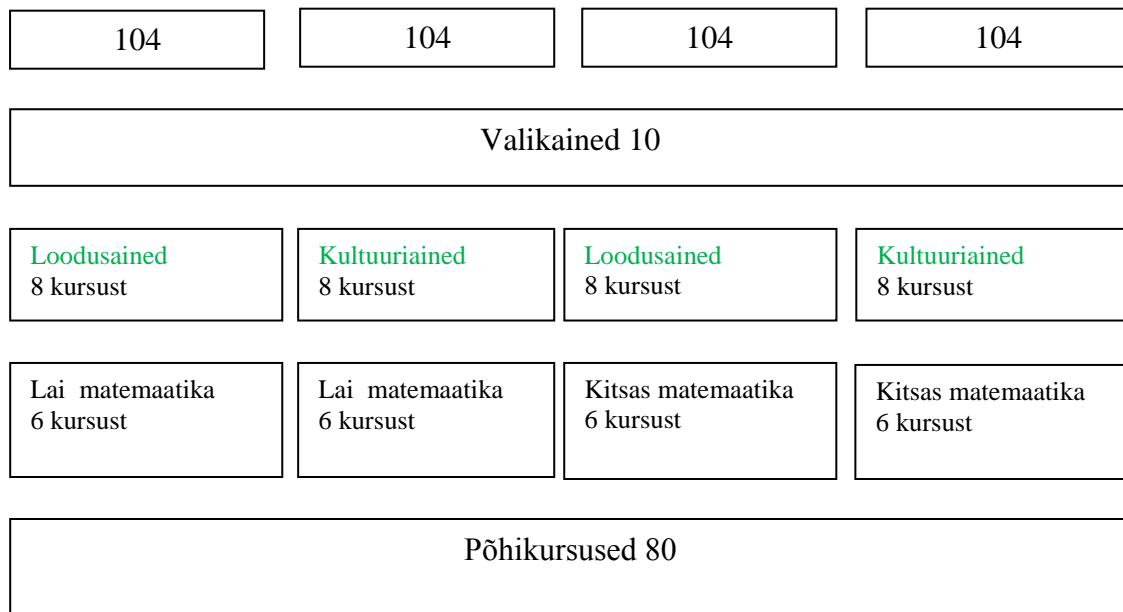 104
104
104
104
Valikained 10
Loodusained
8 kursust
Kultuuriained
8 kursust
Loodusained
8 kursust
Kultuuriained
8 kursust
Lai matemaatika
6 kursust
Lai matemaatika
6 kursust
Kitsas matemaatika
6 kursust
Kitsas matemaatika
6 kursust
Põhikursused 80